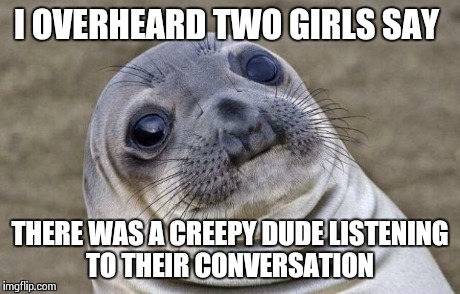 I OVERHEARD TWO GIRLS SAY
THERE WAS A CREEPY DUDE LISTENING
TO THEIR CONVERSATION
imgflip.com